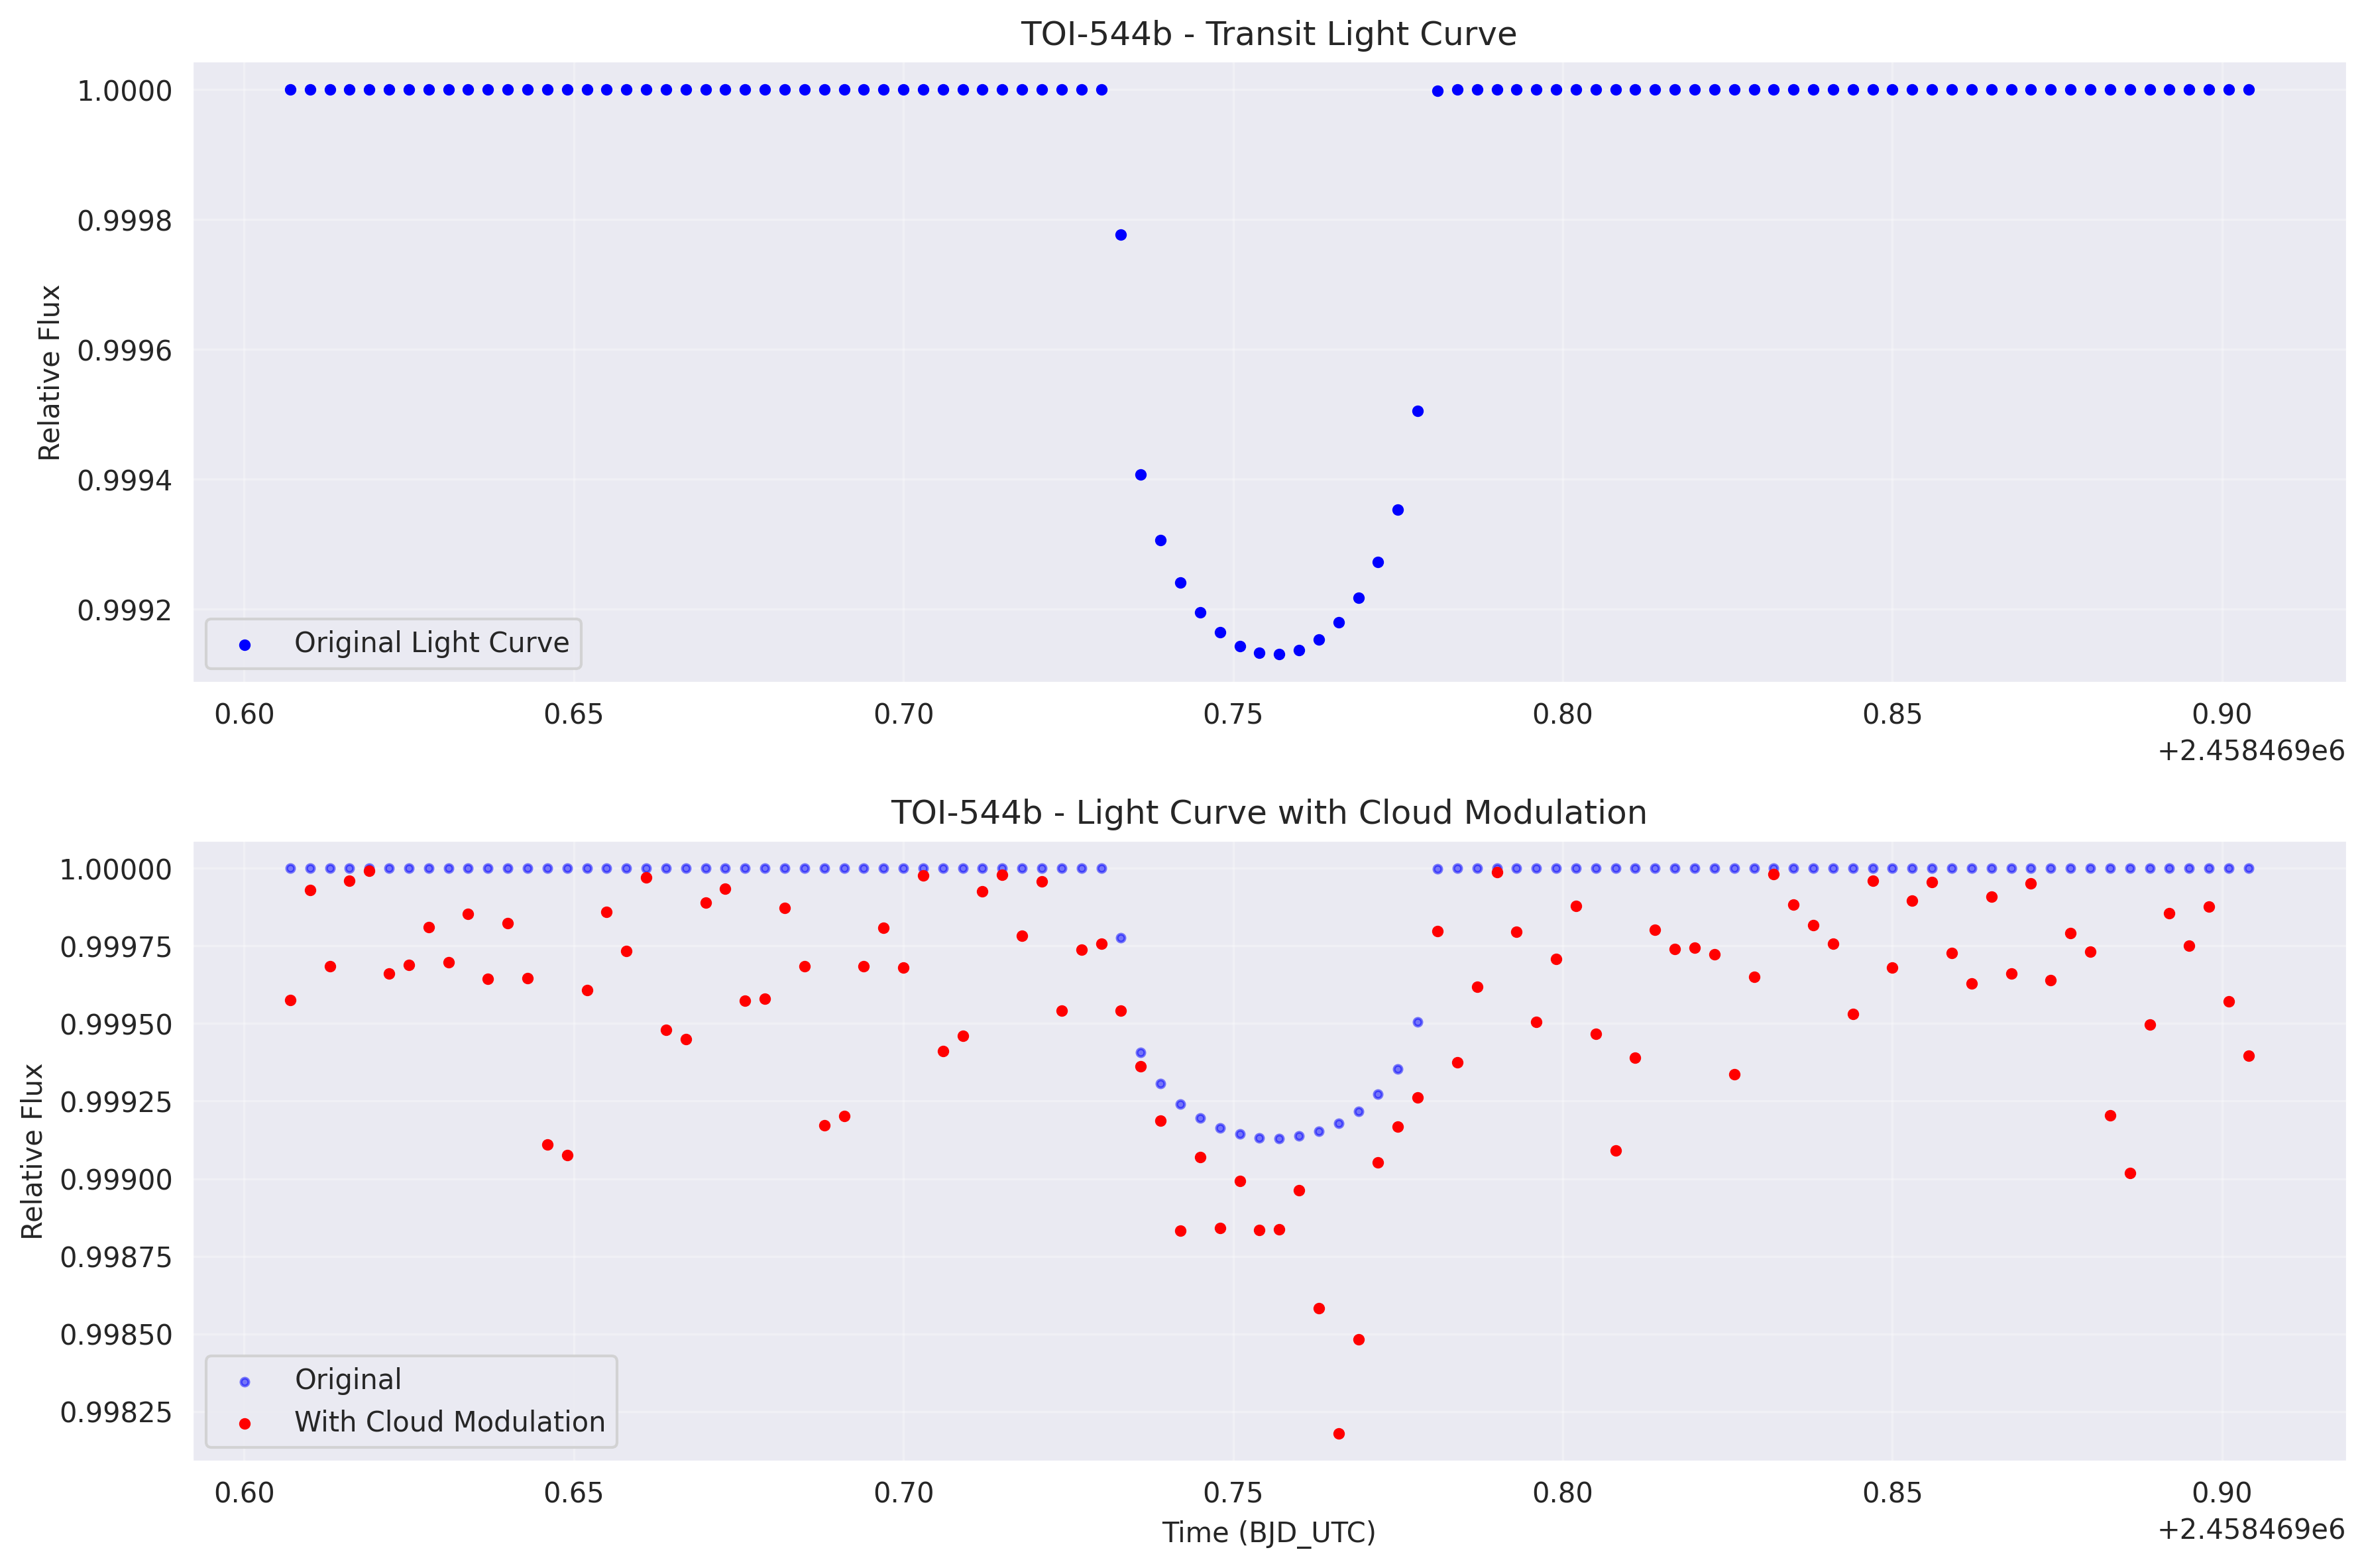 TOI-544b - Transit Light Curve
Relative Flux
1.0000
0.9998
0.9996
0.9994
0.9992
Original Light Curve
0.60 0.65 0.70 0.75 0.80 0.85 0.90
+2.458469e6
TOI-544b - Light Curve with Cloud Modulation
Relative Flux
1.00000
0.99975
0.99950
0.99925
0.99900
0.99875
0.99850
0.99825
Original
With Cloud Modulation
0.60 0.65 0.70 0.75 0.80 0.85 0.90
Time (BJD_UTC)
+2.458469e6